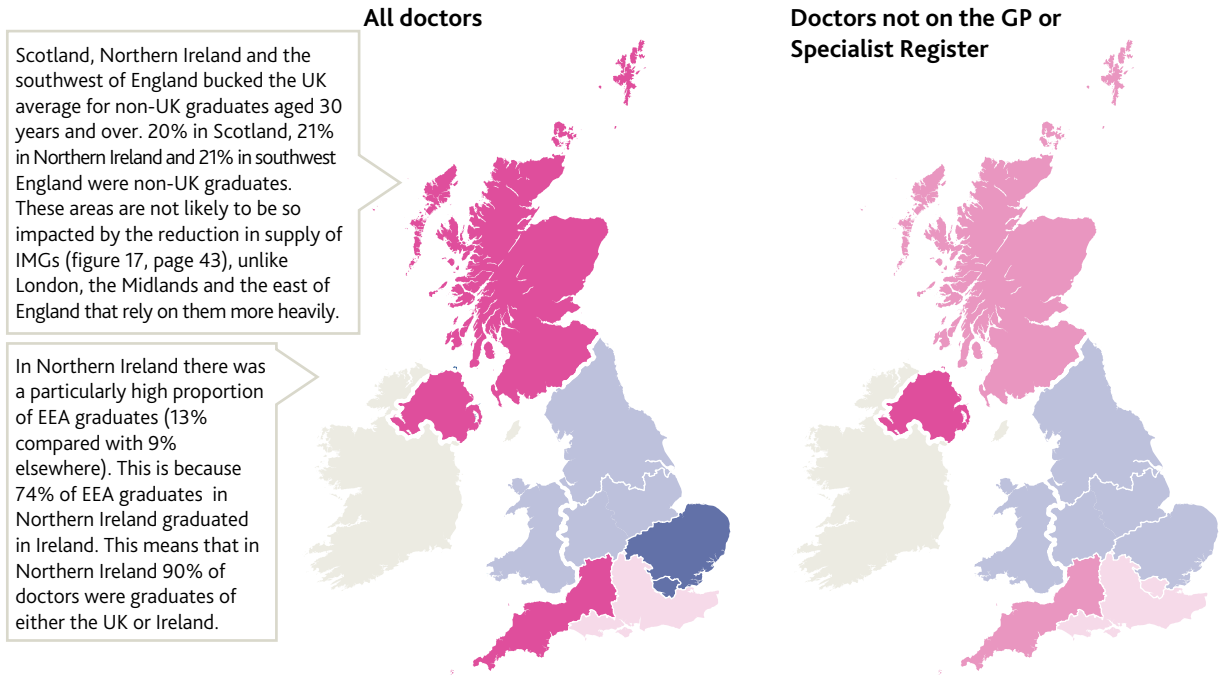 All doctors
Doctors not on the GP or
Specialist Register
Scotland, Northern Ireland and the
southwest of England bucked the UK
average for non-UK graduates aged 30
years and over. 20% in Scotland, 21%
in Northern Ireland and 21% in southwest
England were non-UK graduates.
These areas are not likely to be so
impacted by the reduction in supply of
IMGs (figure 17, page 43), unlike
London, the Midlands and the east of
England that rely on them more heavily.
In Northern Ireland there was
a particularly high proportion
of EEA graduates (13%
compared with 9%
elsewhere). This is because
74% of EEA graduates in
Northern Ireland graduated
in Ireland. This means that in
Northern Ireland 90% of
doctors were graduates of
either the UK or Ireland.